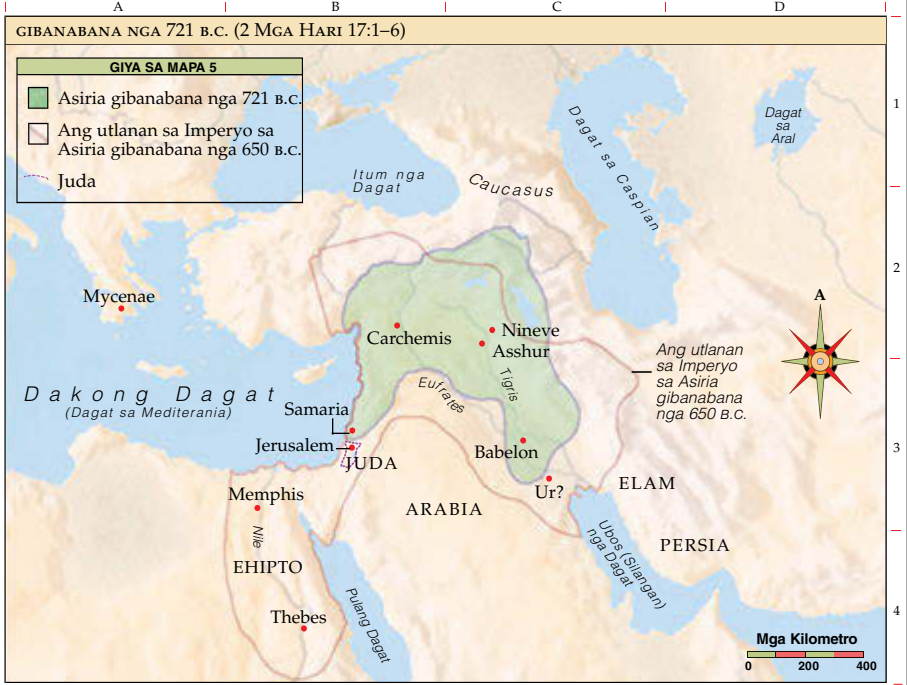 A B C D
GIBANABANA NGA 721 B.C. (2 MGA HARI 17:1–6)
GIYA SA MAPA 5
Asiria gibanabana nga 721 B.C.
Ang utlanan sa Imperyo sa
Asiria gibanabana nga 650 B.C.
Juda
1
Dagat
sa
Aral
Dagat sa Caspian
Itum nga
Dagat
Caucasus
2
Mycenae
A
Carchemis
Nineve
Asshur
Ang utlanan
sa Imperyo
sa Asiria
gibanabana
nga 650 B.C.
Tigris
Eufrates
Dakong Dagat
(Dagat sa Mediterania)
Samaria
Jerusalem
JUDA
Babelon
3
Ur?
ELAM
Memphis
ARABIA
Nile
Ubos (Silangan)
nga Dagat
PERSIA
EHIPTO
Pulang Dagat
Thebes
4
Mga Kilometro
0 200 400